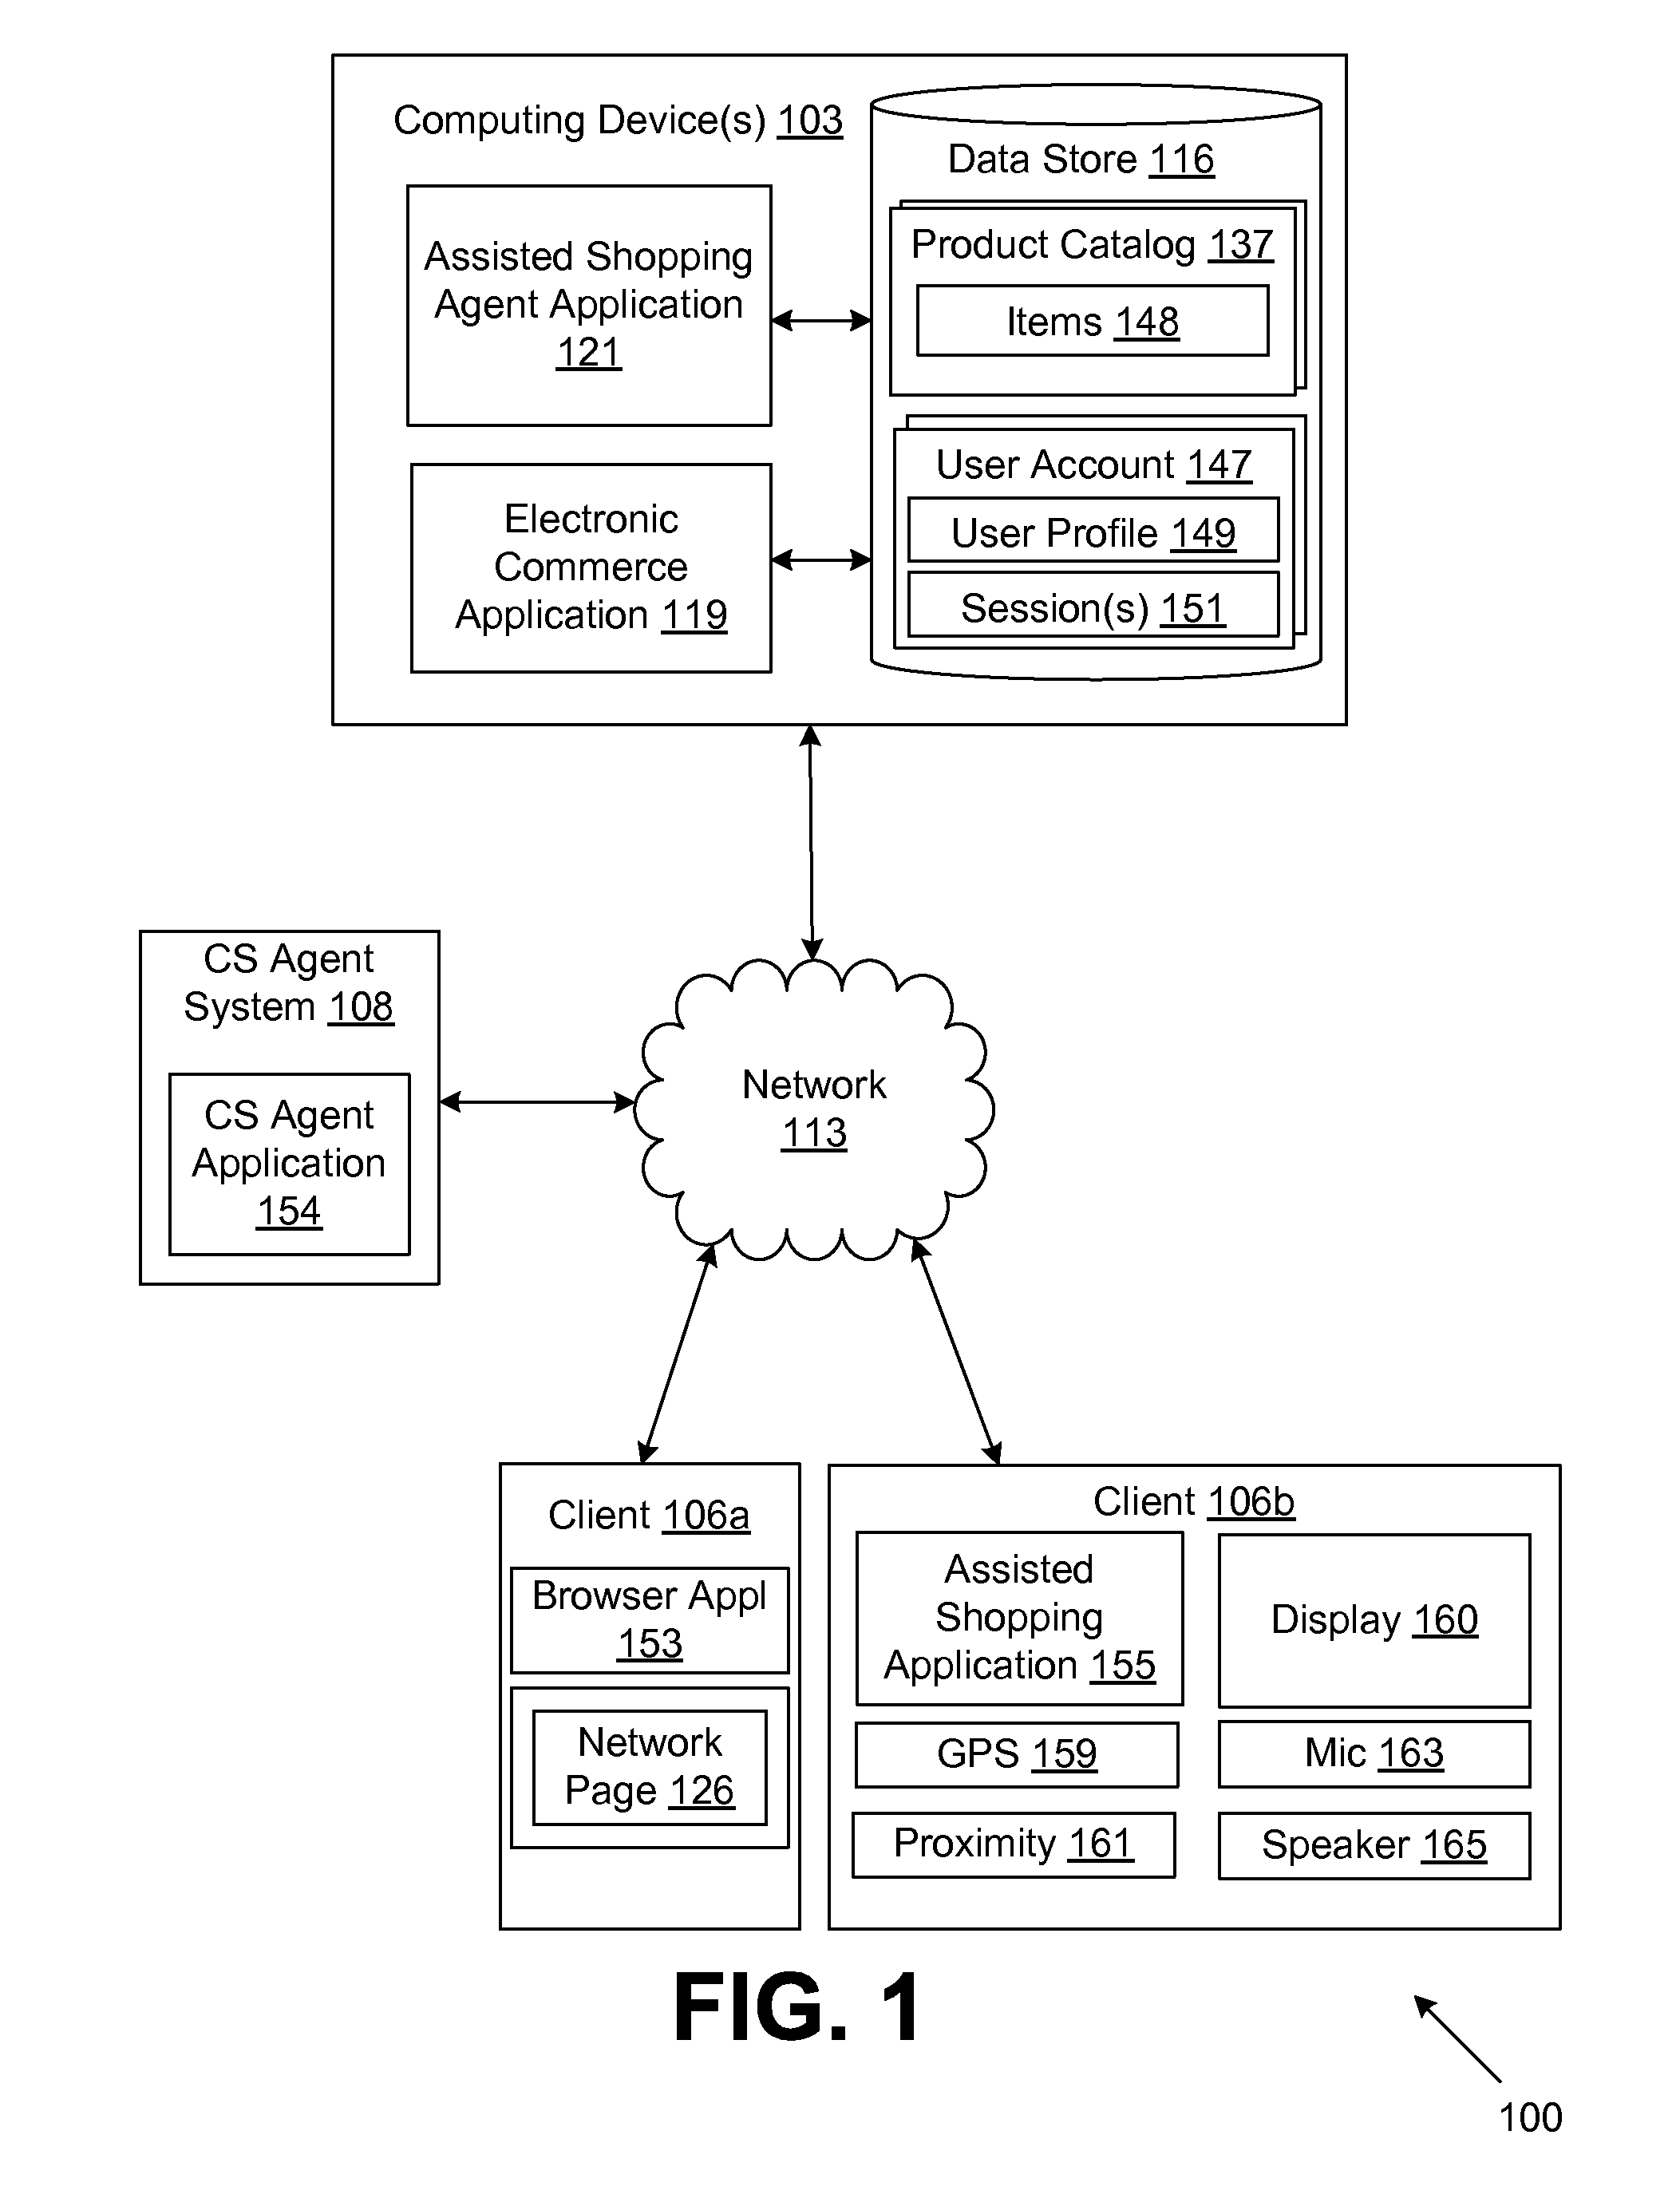 Computing Device(s) 103
Data Store 116
Assisted Shopping
Agent Application
121
Product Catalog 137
Items 148
Electronic
Commerce
Application 119
User Account 147
User Profile 149
Session(s) 151
CS Agent
System 108
CS Agent
Application
154
Network
113
Client 106a
Browser Appl
153
Network
Page 126
Client 106b
Assisted
Shopping
Application 155
Display 160
GPS 159
Mic 163
Proximity 161
Speaker 165
FIG. 1
100